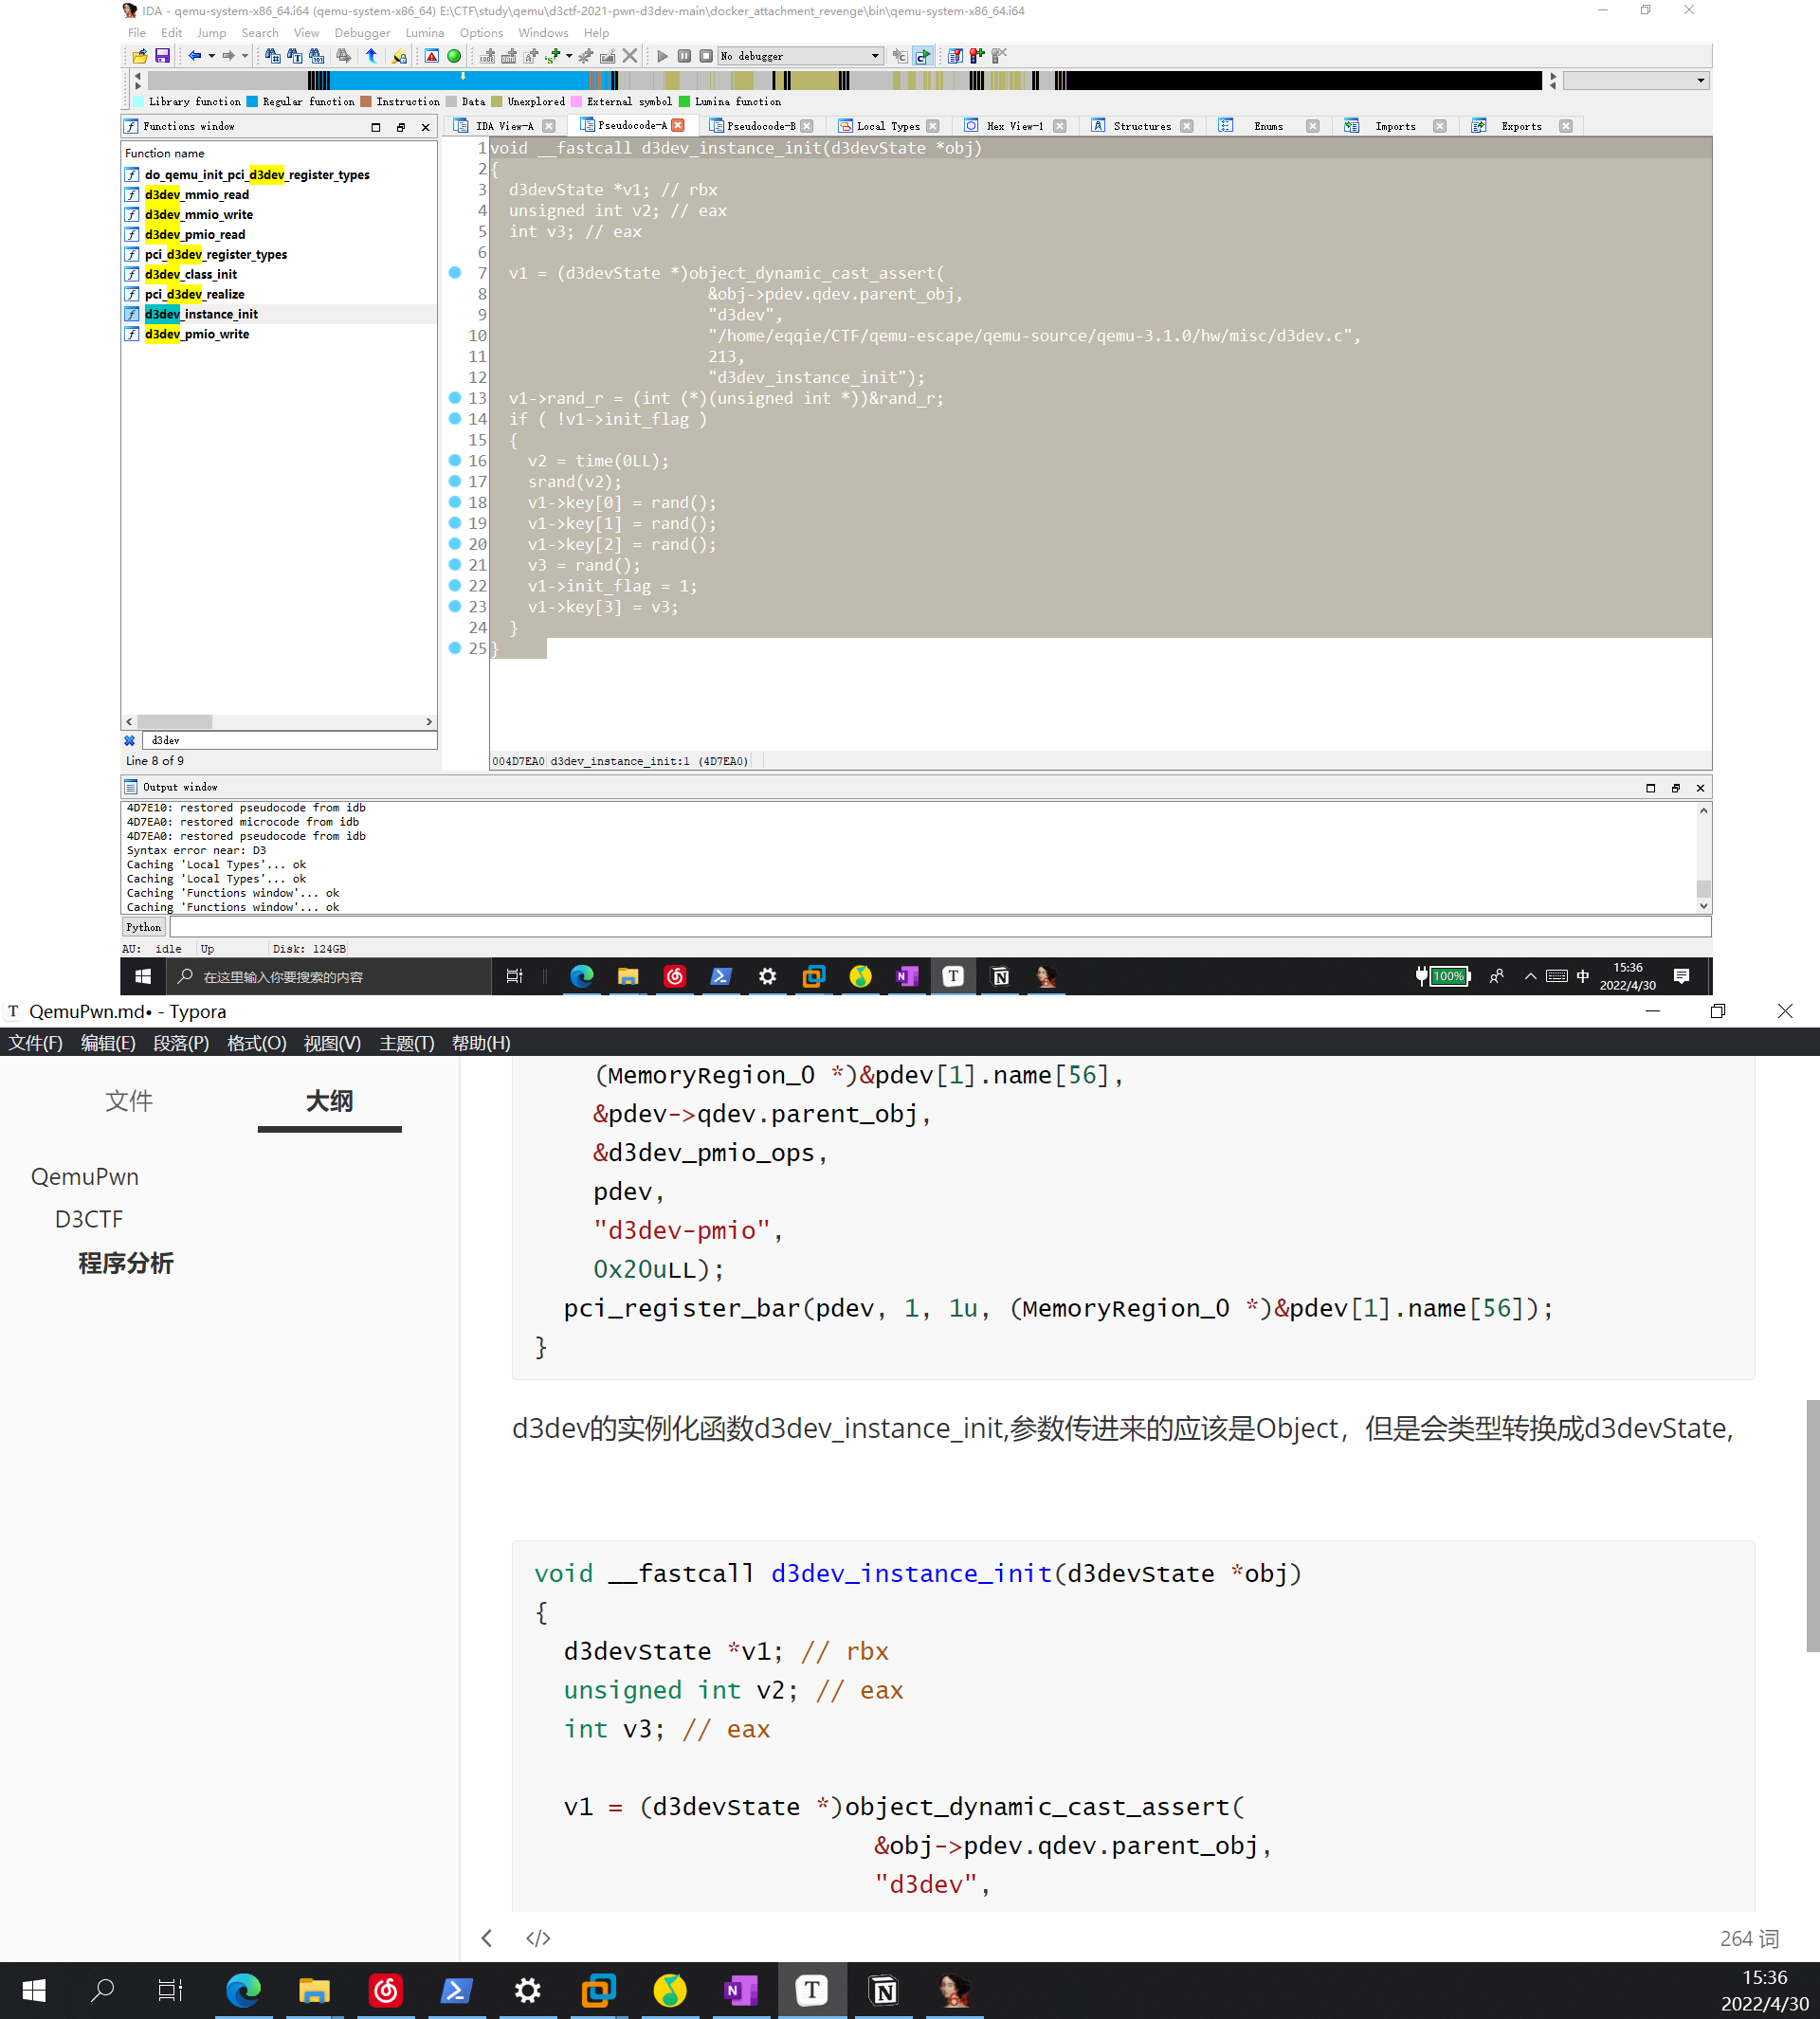 IDA - qemu-system-x86_64.i64 (qemu-system-x86_64) E:\CTF\study\qemu\d3ctf-2021-pwn-d3dev-main\docker_attachment_revenge\bin\qemu-system-x86_64.i64
File Edit Jump Search View Debugger Lumina Options Windows Help
No debugger
Library function Regular function Instruction Data Unexplored External symbol Lumina function
Functions window
IDA View-A Pseudocode-A Pseudocode-B Local Types Hex View-1 Structures Enums Imports Exports
Function name
do_qemu_init_pci_d3dev_register_types
d3dev_mmio_read
d3dev_mmio_write
d3dev_pmio_read
pci_d3dev_register_types
d3dev_class_init
pci_d3dev_realize
d3dev_instance_init
d3dev_pmio_write
d3dev
Line 8 of 9
1 void __fastcall d3dev_instance_init(d3devState *obj)
2 {
3 d3devState *v1; // rbx
4 unsigned int v2; // eax
5 int v3; // eax
6
7 v1 = (d3devState *)object_dynamic_cast_assert(
8 &obj->pdev.qdev.parent_obj,
9 "d3dev",
10 "/home/eqqie/CTF/qemu-escape/qemu-source/qemu-3.1.0/hw/misc/d3dev.c",
11 213,
12 "d3dev_instance_init");
13 v1->rand_r = (int (*)(unsigned int *))&rand_r;
14 if ( !v1->init_flag )
15 {
16 v2 = time(0LL);
17 srand(v2);
18 v1->key[0] = rand();
19 v1->key[1] = rand();
20 v1->key[2] = rand();
21 v3 = rand();
22 v1->init_flag = 1;
23 v1->key[3] = v3;
24 }
25 }
004D7EA0 d3dev_instance_init:1 (4D7EA0)
Output window
4D7E10: restored pseudocode from idb
4D7EA0: restored microcode from idb
4D7EA0: restored pseudocode from idb
Syntax error near: D3
Caching 'Local Types'... ok
Caching 'Local Types'... ok
Caching 'Functions window'... ok
Caching 'Functions window'... ok
Python
AU: idle Up Disk: 124GB
在这里输入你要搜索的内容
100%
中
15:36
2022/4/30
QemuPwn.md• - Typora
文件(F) 编辑(E) 段落(P) 格式(O) 视图(V) 主题(T) 帮助(H)
文件 大纲
QemuPwn
D3CTF
程序分析
(MemoryRegion_0 *)&pdev[1].name[56],
&pdev->qdev.parent_obj,
&d3dev_pmio_ops,
pdev,
"d3dev-pmio",
0x20uLL);
pci_register_bar(pdev, 1, 1u, (MemoryRegion_0 *)&pdev[1].name[56]);
}
d3dev的实例化函数d3dev_instance_init,参数传进来的应该是Object，但是会类型转换成d3devState,
void __fastcall d3dev_instance_init(d3devState *obj)
{
d3devState *v1; // rbx
unsigned int v2; // eax
int v3; // eax
v1 = (d3devState *)object_dynamic_cast_assert(
&obj->pdev.qdev.parent_obj,
"d3dev",
264 词
15:36
2022/4/30